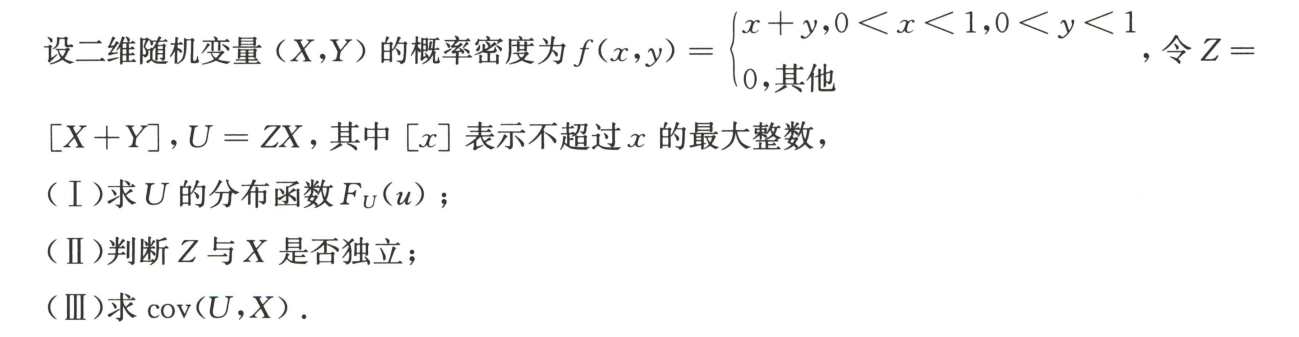 设二维随机变量(X,Y)的概率密度为 f(x,y) = {x+y,0<x<1,0<y<1 0,其他 ,令 Z =
[X+Y],U = ZX,其中 [x] 表示不超过 x 的最大整数,
(Ⅰ)求 U 的分布函数 F_U(u);
(Ⅱ)判断 Z 与 X 是否独立;
(Ⅲ)求 cov(U,X).